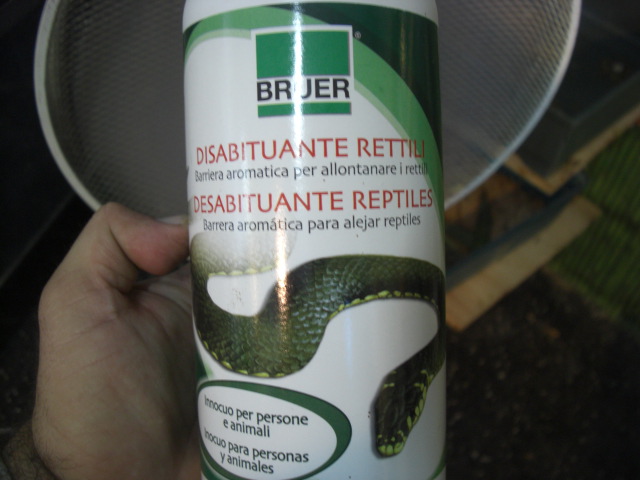 BRUER
DISABITUANTE RETTILI
Barriera aromatica per allontanare i rettili
DESABITUANTE REPTILES
Barrera aromática para alejar reptiles
Innocuo per persone
e animali
Inocuo para personas
y animales